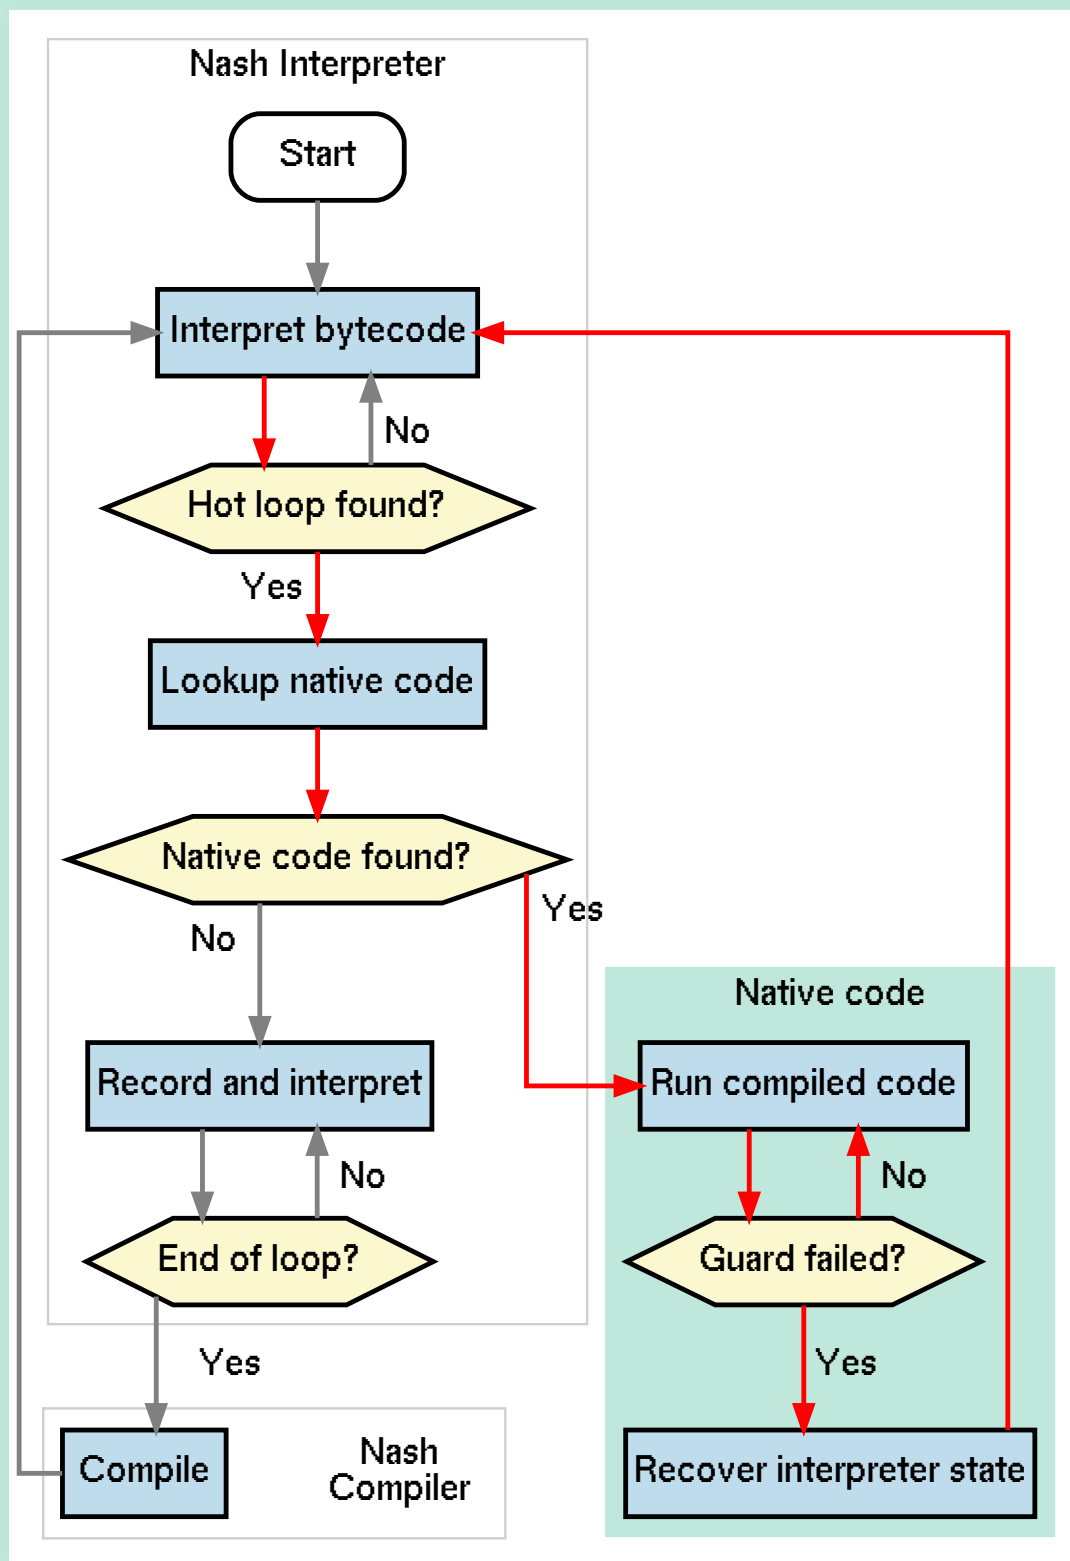 Nash Interpreter
Start
Interpret bytecode
No
Hot loop found?
Yes
Lookup native code
Native code found?
Yes
No
Native code
Record and interpret
Run compiled code
No
No
End of loop?
Guard failed?
Yes
Yes
Compile
Nash
Compiler
Recover interpreter state